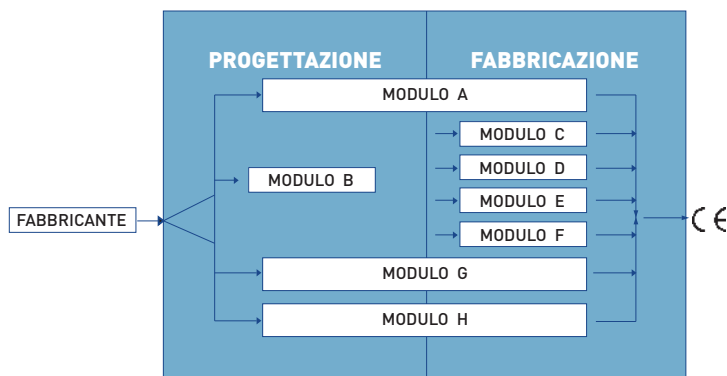 PROGETTAZIONE
FABBRICAZIONE
MODULO A
MODULO C
MODULO B
MODULO D
MODULO E
FABBRICANTE
MODULO F
MODULO G
MODULO H
CE